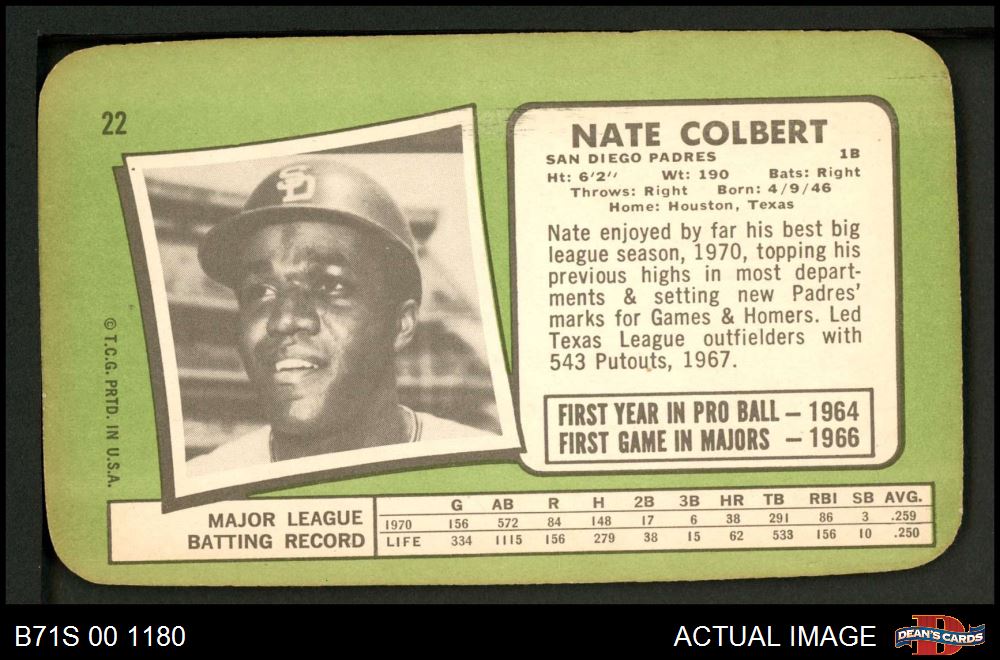 22
SD
© T.C.G. PRTD. IN U.S.A.
NATE COLBERT
SAN DIEGO PADRES 1B
Ht: 6'2" Wt: 190 Bats: Right
Throws: Right Born: 4/9/46
Home: Houston, Texas
Nate enjoyed by far his best big
league season, 1970, topping his
previous highs in most depart-
ments & setting new Padres'
marks for Games & Homers. Led
Texas League outfielders with
543 Putouts, 1967.
FIRST YEAR IN PRO BALL – 1964
FIRST GAME IN MAJORS – 1966
MAJOR LEAGUE
BATTING RECORD
G AB R H 2B 3B HR TB RBI SB AVG.
1970 156 572 84 148 17 6 38 291 86 3 .259
LIFE 334 1115 156 279 38 15 62 533 156 10 .250
B71S 00 1180
ACTUAL IMAGE
D
DEAN'S CARDS